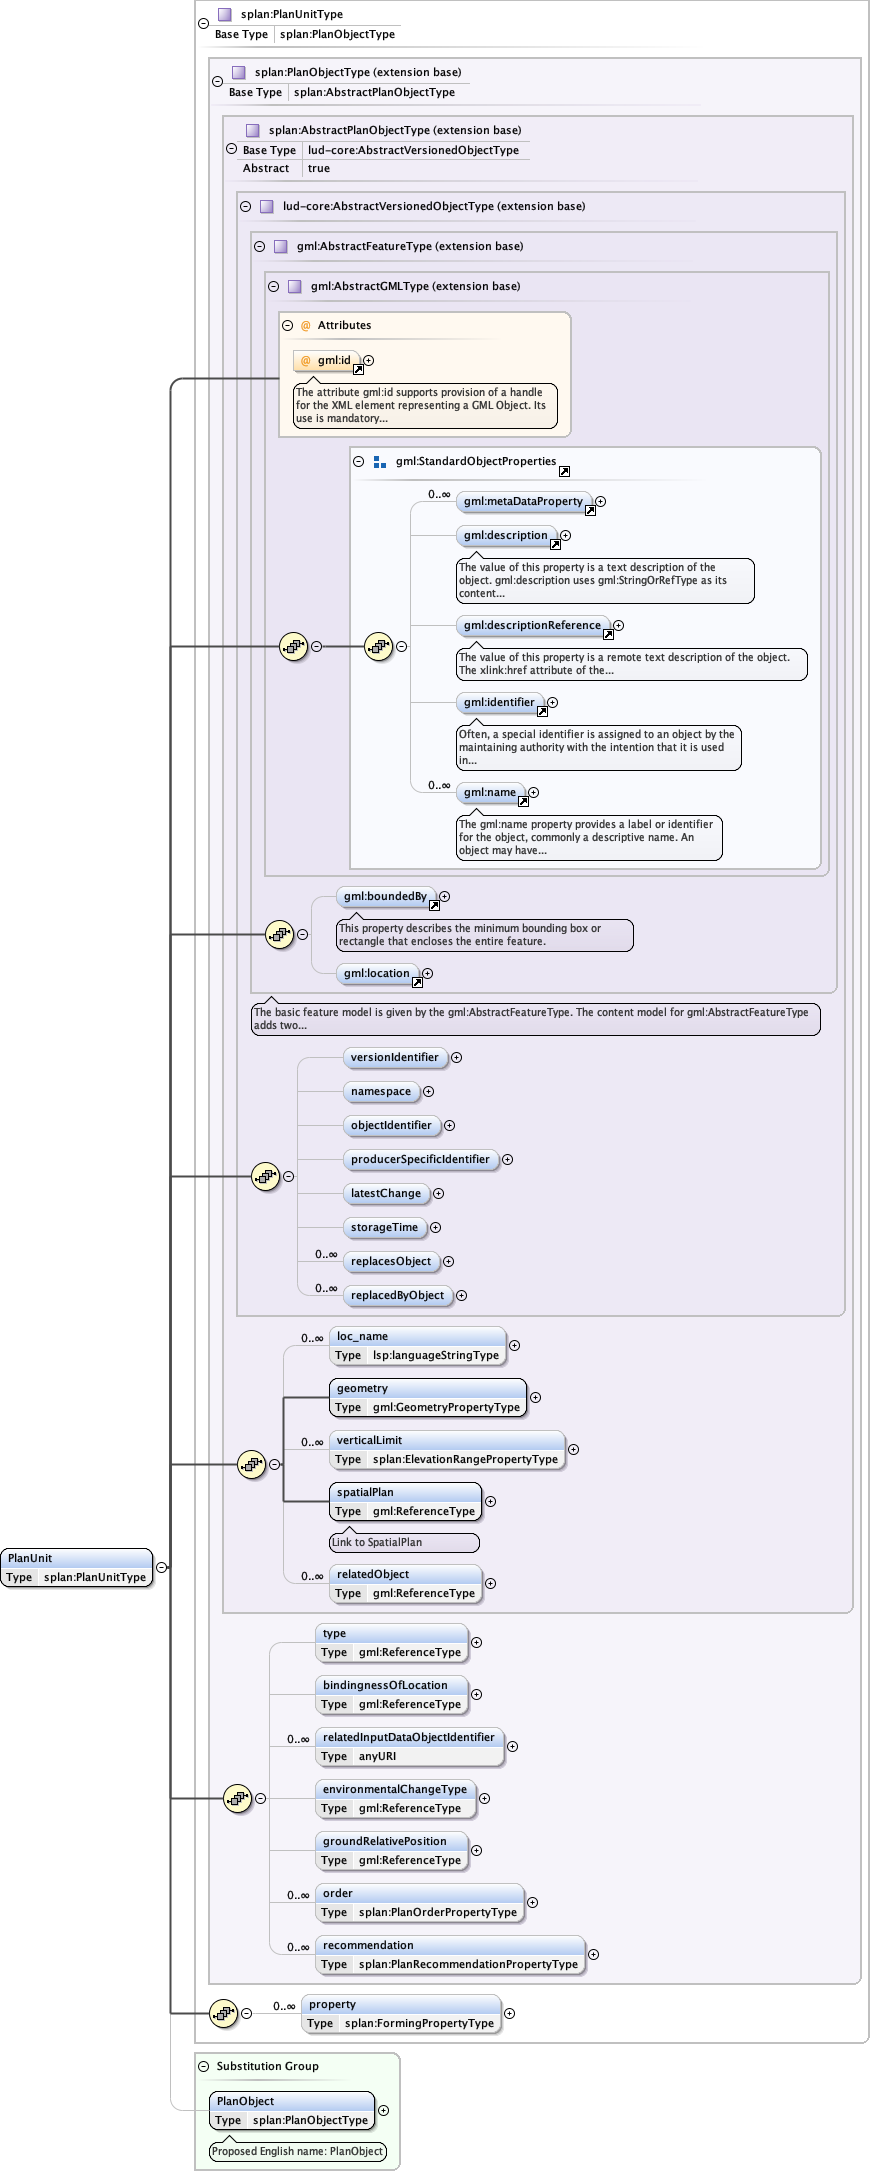 splan:PlanUnitType
Base Type splan:PlanObjectType
splan:PlanObjectType (extension base)
Base Type splan:AbstractPlanObjectType
splan:AbstractPlanObjectType (extension base)
Base Type lud-core:AbstractVersionedObjectType
Abstract true
lud-core:AbstractVersionedObjectType (extension base)
gml:AbstractFeatureType (extension base)
gml:AbstractGMLType (extension base)
@ Attributes
@ gml:id
The attribute gml:id supports provision of a handle
for the XML element representing a GML Object. Its
use is mandatory...
gml:StandardObjectProperties
0..∞ gml:metaDataProperty
gml:description
The value of this property is a text description of the
object. gml:description uses gml:StringOrRefType as its
content...
gml:descriptionReference
The value of this property is a remote text description of the object.
The xlink:href attribute of the...
gml:identifier
Often, a special identifier is assigned to an object by the
maintaining authority with the intention that it is used
in...
0..∞ gml:name
The gml:name property provides a label or identifier
for the object, commonly a descriptive name. An
object may have...
gml:boundedBy
This property describes the minimum bounding box or
rectangle that encloses the entire feature.
gml:location
The basic feature model is given by the gml:AbstractFeatureType. The content model for gml:AbstractFeatureType
adds two...
versionIdentifier
namespace
objectIdentifier
producerSpecificIdentifier
latestChange
storageTime
0..∞ replacesObject
0..∞ replacedByObject
0..∞ loc_name
Type lsp:languageStringType
geometry
Type gml:GeometryPropertyType
0..∞ verticalLimit
Type splan:ElevationRangePropertyType
spatialPlan
Type gml:ReferenceType
Link to SpatialPlan
PlanUnit
Type splan:PlanUnitType
0..∞ relatedObject
Type gml:ReferenceType
type
Type gml:ReferenceType
bindingnessOfLocation
Type gml:ReferenceType
0..∞ relatedInputDataObjectIdentifier
Type anyURI
environmentalChangeType
Type gml:ReferenceType
groundRelativePosition
Type gml:ReferenceType
0..∞ order
Type splan:PlanOrderPropertyType
0..∞ recommendation
Type splan:PlanRecommendationPropertyType
0..∞ property
Type splan:FormingPropertyType
Substitution Group
PlanObject
Type splan:PlanObjectType
Proposed English name: PlanObject